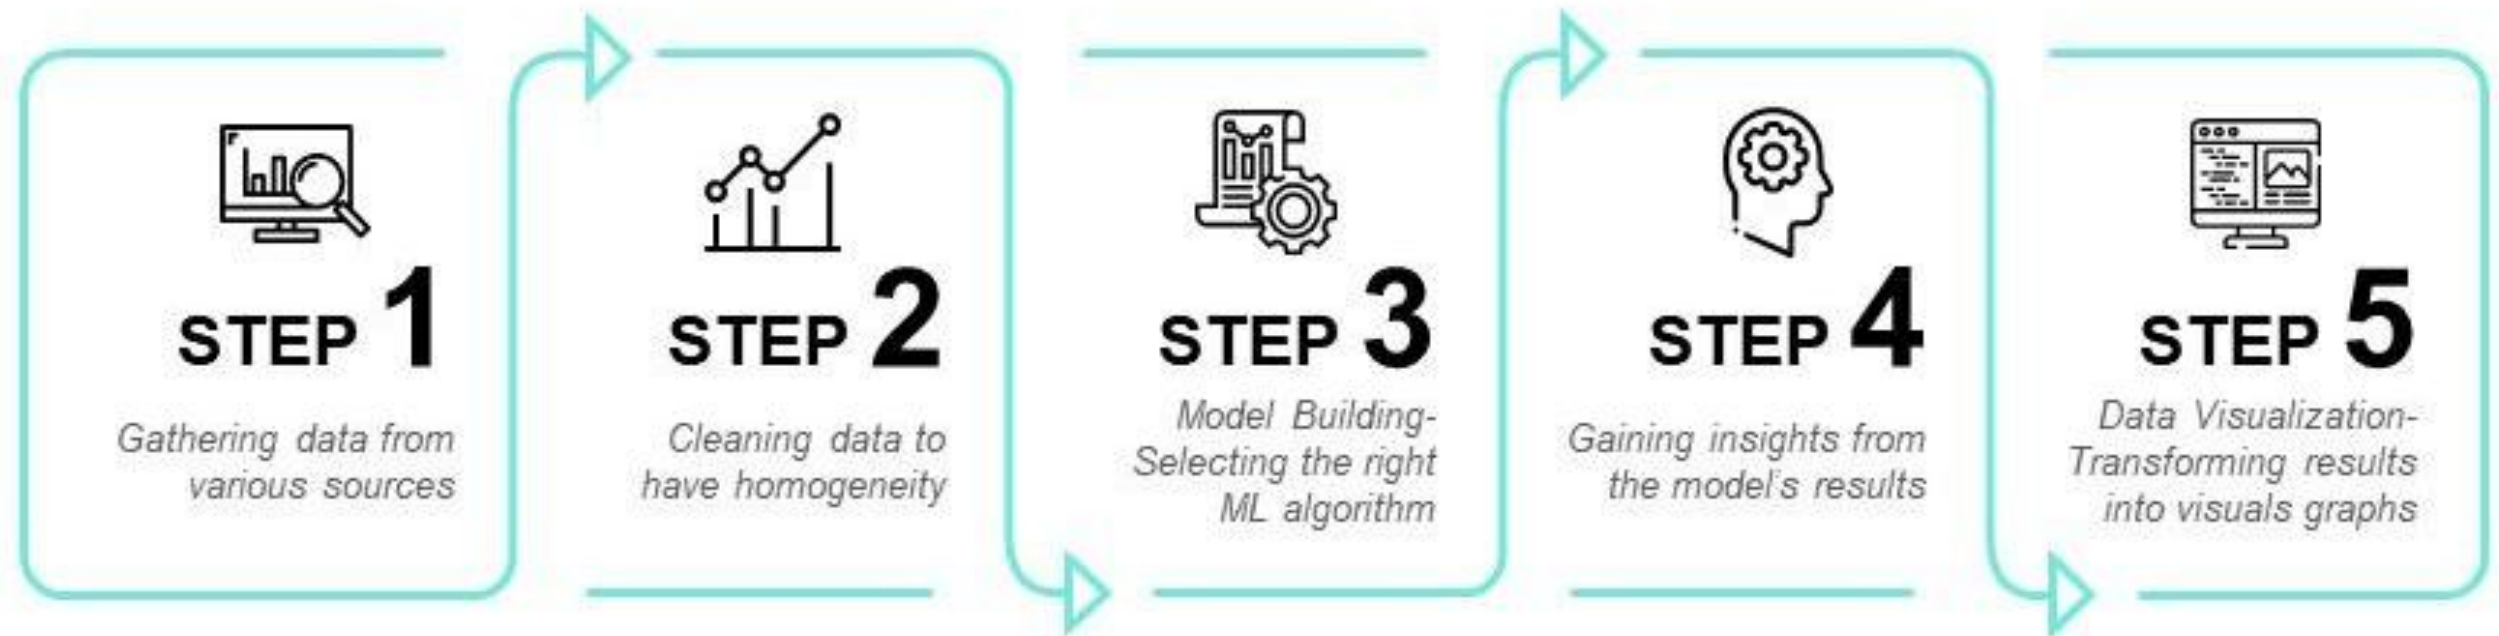 STEP 1
Gathering data from
various sources
STEP 2
Cleaning data to
have homogeneity
STEP 3
Model Building-
Selecting the right
ML algorithm
STEP 4
Gaining insights from
the model's results
STEP 5
Data Visualization-
Transforming results
into visuals graphs